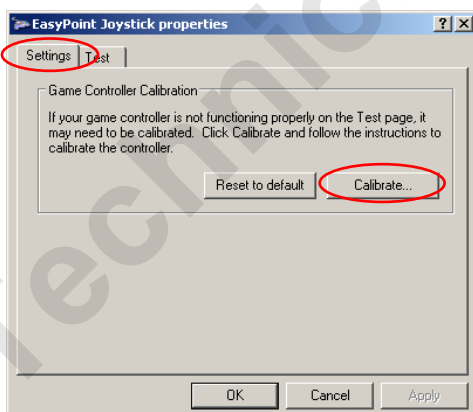 EasyPoint Joystick properties
Settings Test
Game Controller Calibration
If your game controller is not functioning properly on the Test page, it
may need to be calibrated. Click Calibrate and follow the instructions to
calibrate the controller.
Reset to default Calibrate...
OK Cancel Apply
Technic